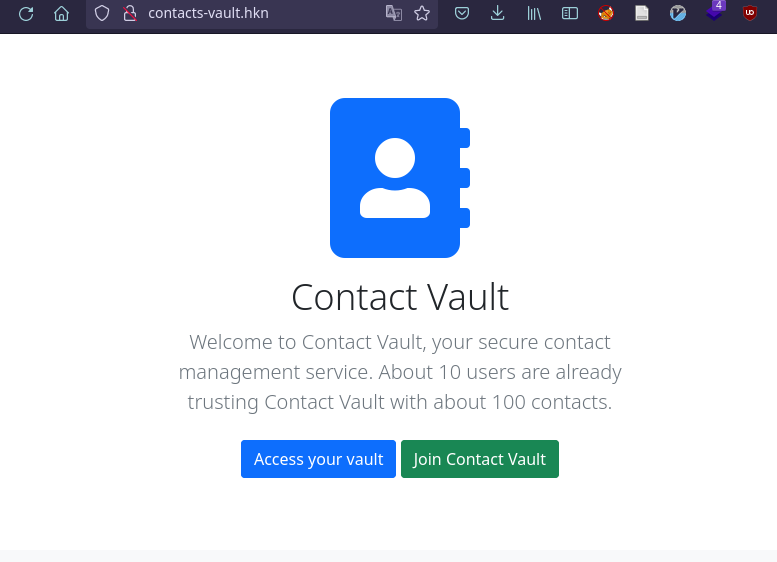 contacts-vault.hkn
4
Contact Vault
Welcome to Contact Vault, your secure contact
management service. About 10 users are already
trusting Contact Vault with about 100 contacts.
Access your vault
Join Contact Vault